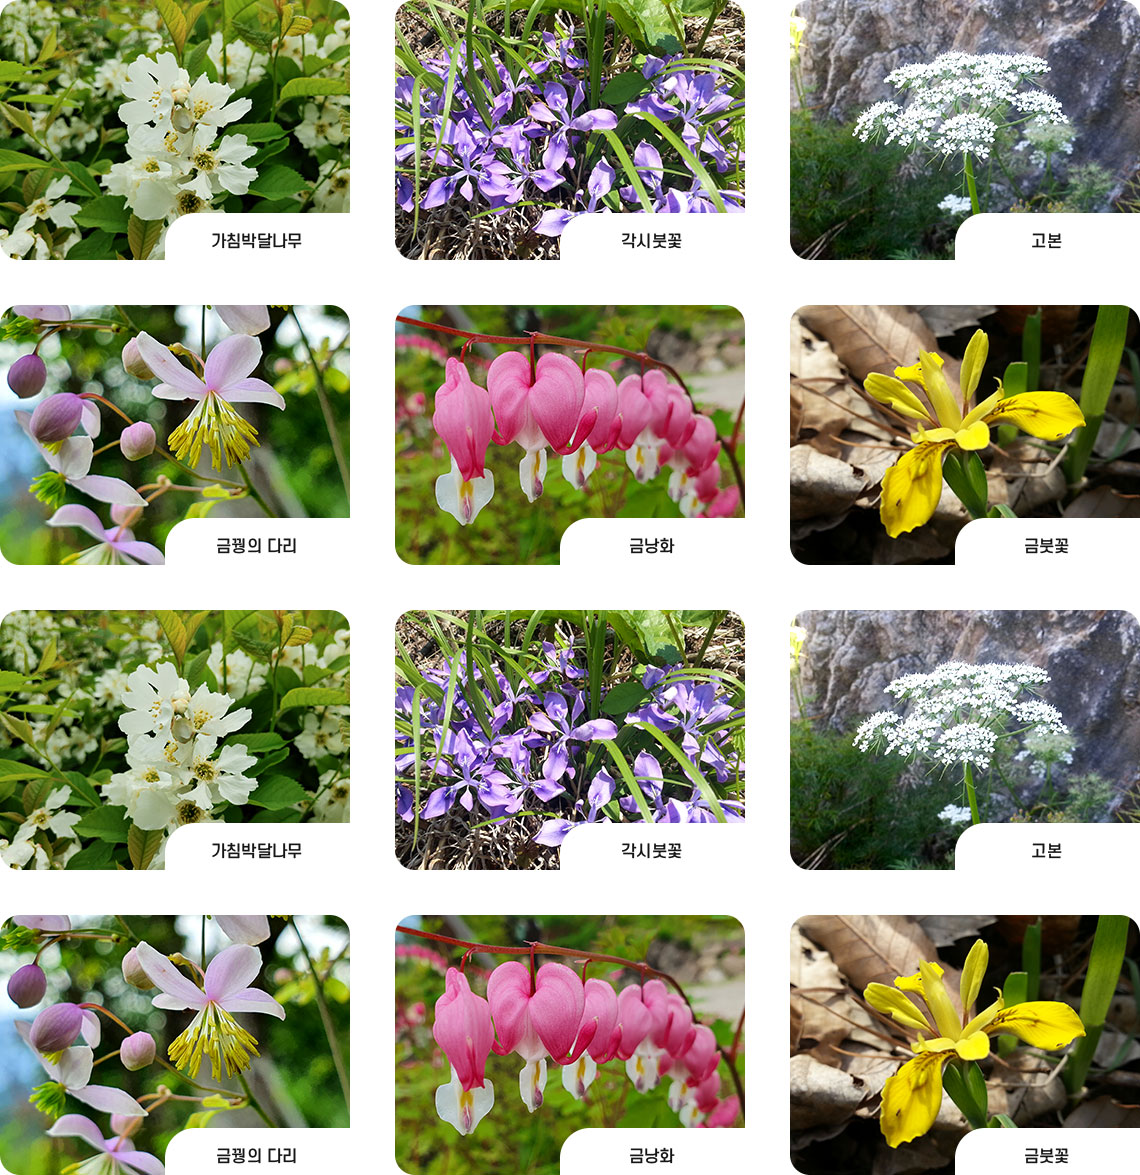 가침박달나무
각시붓꽃
고본
금꿩의 다리
금낭화
금붓꽃
가침박달나무
각시붓꽃
고본
금꿩의 다리
금낭화
금붓꽃